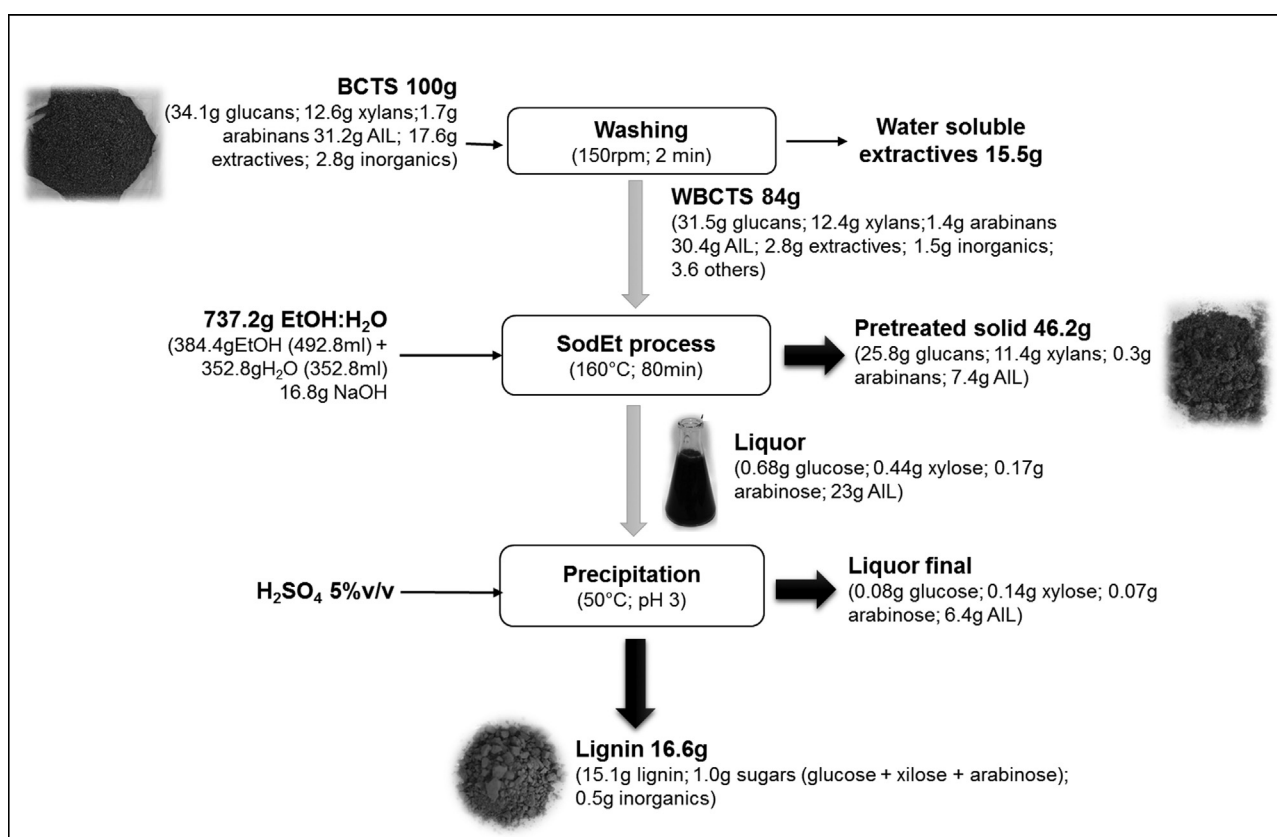 BCTS 100g
(34.1g glucans; 12.6g xylans;1.7g
arabinans 31.2g AIL; 17.6g
extractives; 2.8g inorganics)
Washing
(150rpm; 2 min)
Water soluble
extractives 15.5g
WBCTS 84g
(31.5g glucans; 12.4g xylans;1.4g arabinans
30.4g AIL; 2.8g extractives; 1.5g inorganics;
3.6 others)
737.2g EtOH:H₂O
(384.4gEtOH (492.8ml) +
352.8gH₂O (352.8ml)
16.8g NaOH
SodEt process
(160°C; 80min)
Pretreated solid 46.2g
(25.8g glucans; 11.4g xylans; 0.3g
arabinans; 7.4g AIL)
Liquor
(0.68g glucose; 0.44g xylose; 0.17g
arabinose; 23g AIL)
H₂SO₄ 5%v/v
Precipitation
(50°C; pH 3)
Liquor final
(0.08g glucose; 0.14g xylose; 0.07g
arabinose; 6.4g AIL)
Lignin 16.6g
(15.1g lignin; 1.0g sugars (glucose + xilose + arabinose);
0.5g inorganics)